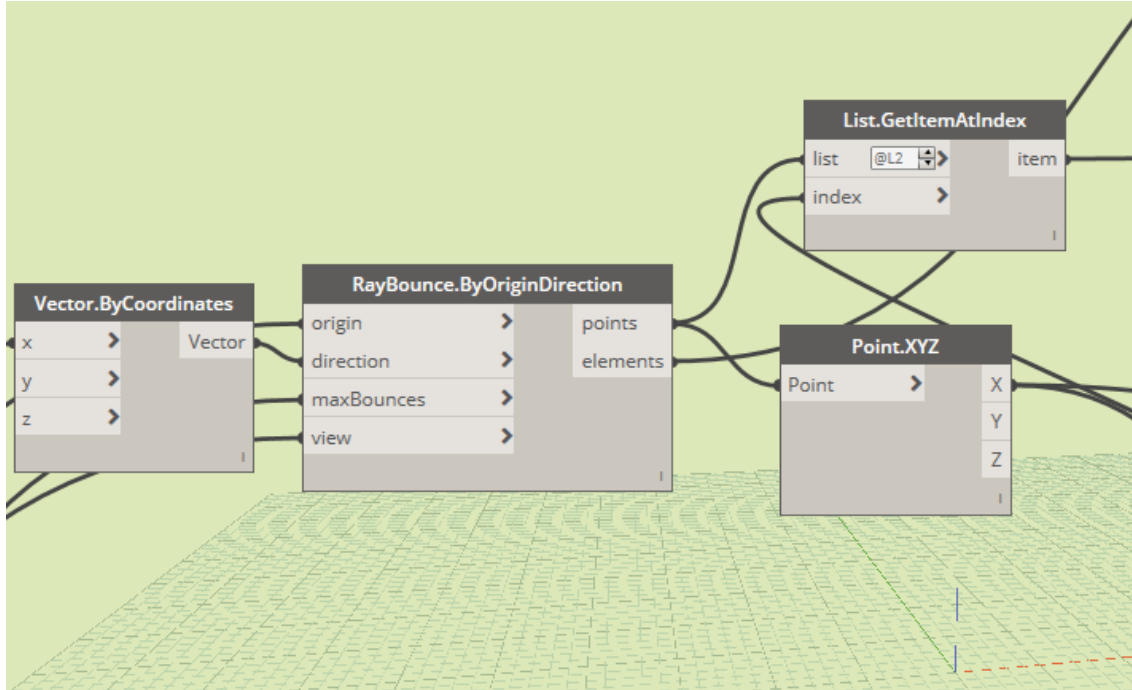 Vector.ByCoordinates
x Vector
y
z
RayBounce.ByOriginDirection
origin points
direction elements
maxBounces
view
List.GetItemAtIndex
list @L2 item
index
Point.XYZ
Point X
Y
Z